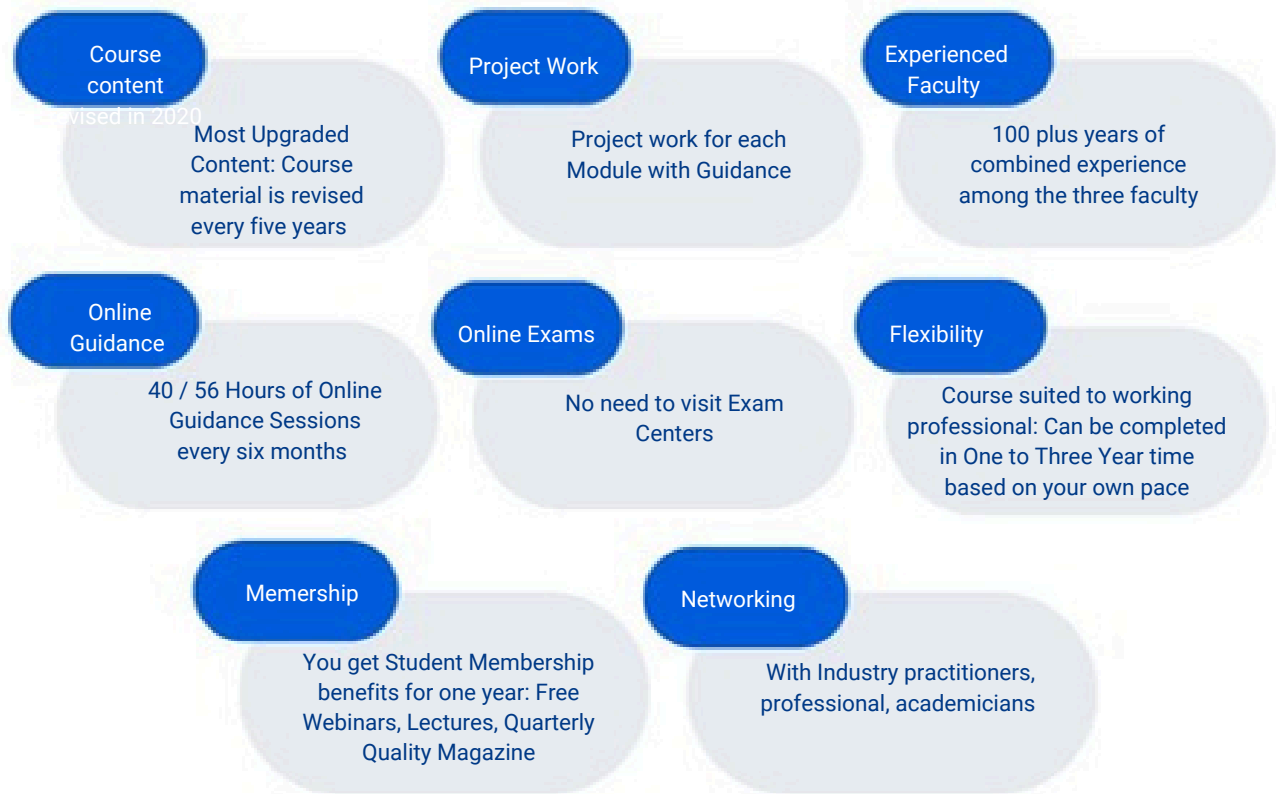 Course
content
vised in 2020
Most Upgraded
Content: Course
material is revised
every five years
Project Work
Project work for each
Module with Guidance
Experienced
Faculty
100 plus years of
combined experience
among the three faculty
Online
Guidance
40 / 56 Hours of Online
Guidance Sessions
every six months
Online Exams
No need to visit Exam
Centers
Flexibility
Course suited to working
professional: Can be completed
in One to Three Year time
based on your own pace
Memership
You get Student Membership
benefits for one year: Free
Webinars, Lectures, Quarterly
Quality Magazine
Networking
With Industry practitioners,
professional, academicians